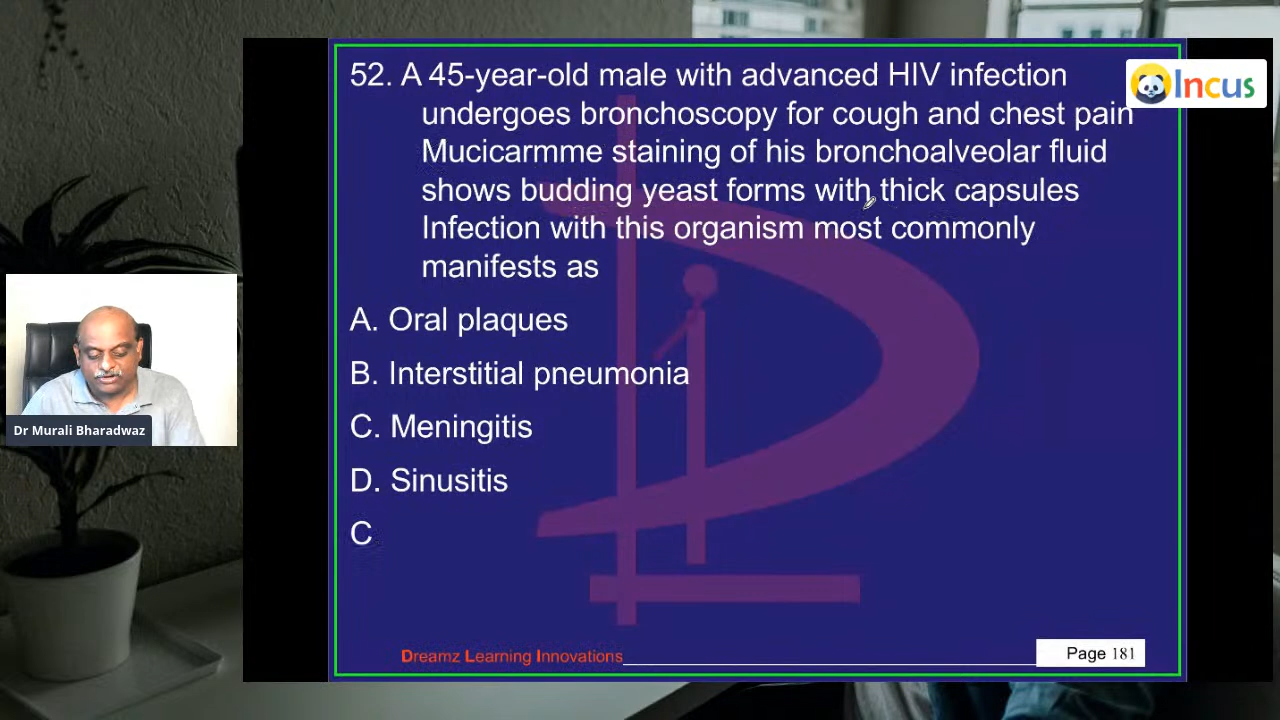 Incus
52. A 45-year-old male with advanced HIV infection
undergoes bronchoscopy for cough and chest pain
Mucicarmme staining of his bronchoalveolar fluid
shows budding yeast forms with thick capsules
Infection with this organism most commonly
manifests as
A. Oral plaques
B. Interstitial pneumonia
C. Meningitis
D. Sinusitis
C
Dr Murali Bharadwaz
Dreamz Learning Innovations
Page 181